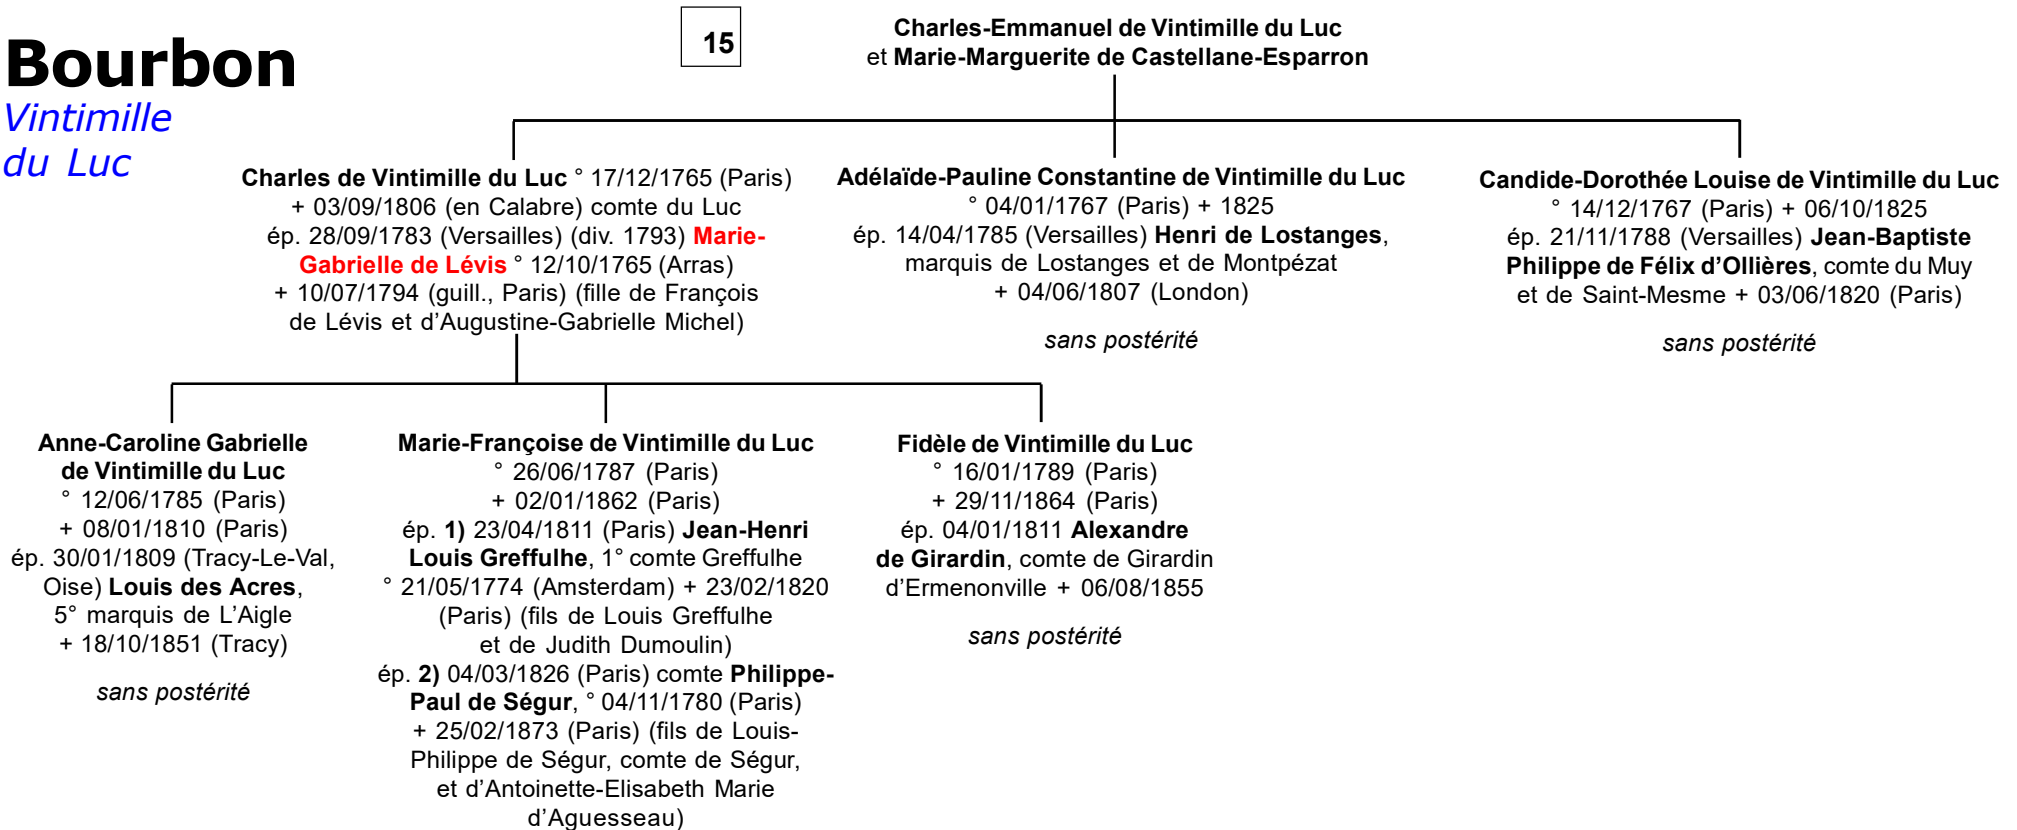 Bourbon
Vintimille
du Luc
15
Charles-Emmanuel de Vintimille du Luc
et Marie-Marguerite de Castellane-Esparron
Charles de Vintimille du Luc ° 17/12/1765 (Paris)
+ 03/09/1806 (en Calabre) comte du Luc
ép. 28/09/1783 (Versailles) (div. 1793) Marie-
Gabrielle de Lévis ° 12/10/1765 (Arras)
+ 10/07/1794 (guill., Paris) (fille de François
de Lévis et d'Augustine-Gabrielle Michel)
Adélaïde-Pauline Constantine de Vintimille du Luc
° 04/01/1767 (Paris) + 1825
ép. 14/04/1785 (Versailles) Henri de Lostanges,
marquis de Lostanges et de Montpézat
+ 04/06/1807 (London)
sans postérité
Candide-Dorothée Louise de Vintimille du Luc
° 14/12/1767 (Paris) + 06/10/1825
ép. 21/11/1788 (Versailles) Jean-Baptiste
Philippe de Félix d'Ollières, comte du Muy
et de Saint-Mesme + 03/06/1820 (Paris)
sans postérité
Anne-Caroline Gabrielle
de Vintimille du Luc
° 12/06/1785 (Paris)
+ 08/01/1810 (Paris)
ép. 30/01/1809 (Tracy-Le-Val,
Oise) Louis des Acres,
5° marquis de L'Aigle
+ 18/10/1851 (Tracy)
sans postérité
Marie-Françoise de Vintimille du Luc
° 26/06/1787 (Paris)
+ 02/01/1862 (Paris)
ép. 1) 23/04/1811 (Paris) Jean-Henri
Louis Greffulhe, 1° comte Greffulhe
° 21/05/1774 (Amsterdam) + 23/02/1820
(Paris) (fils de Louis Greffulhe
et de Judith Dumoulin)
ép. 2) 04/03/1826 (Paris) comte Philippe-
Paul de Ségur, ° 04/11/1780 (Paris)
+ 25/02/1873 (Paris) (fils de Louis-
Philippe de Ségur, comte de Ségur,
et d'Antoinette-Elisabeth Marie
d'Aguesseau)
Fidèle de Vintimille du Luc
° 16/01/1789 (Paris)
+ 29/11/1864 (Paris)
ép. 04/01/1811 Alexandre
de Girardin, comte de Girardin
d'Ermenonville + 06/08/1855
sans postérité